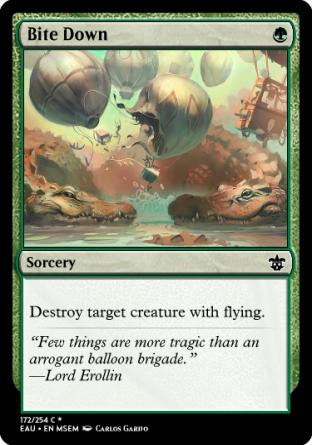 Bite Down
Sorcery
Destroy target creature with flying.
“Few things are more tragic than an
arrogant balloon brigade.”
—Lord Erollin
172/254 C *
EAU • EN MSEM Carlos Garijo